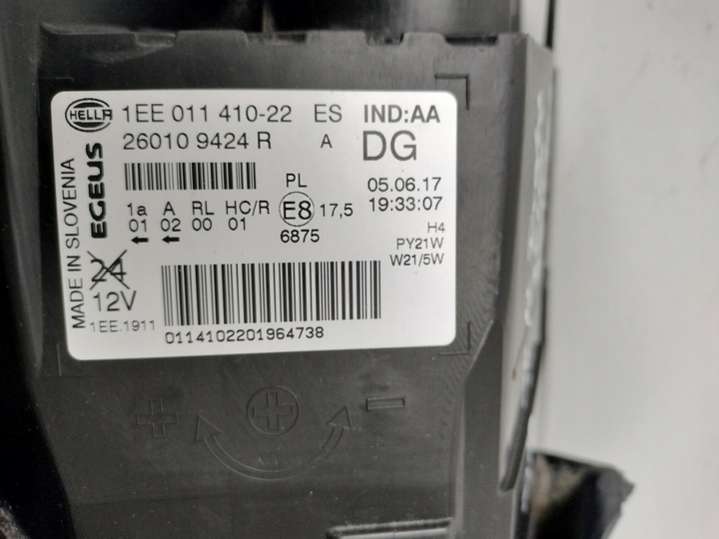 HELLA 1EE 011 410-22 ES IND:AA
26010 9424 R A DG
MADE IN SLOVENIA
EGEUS
PL 05.06.17
1a A RL HC/R E8 17,5 19:33:07
01 02 00 01 6875 H4
PY21W
W21/5W
24
12V
1EE.1911
0114102201964738